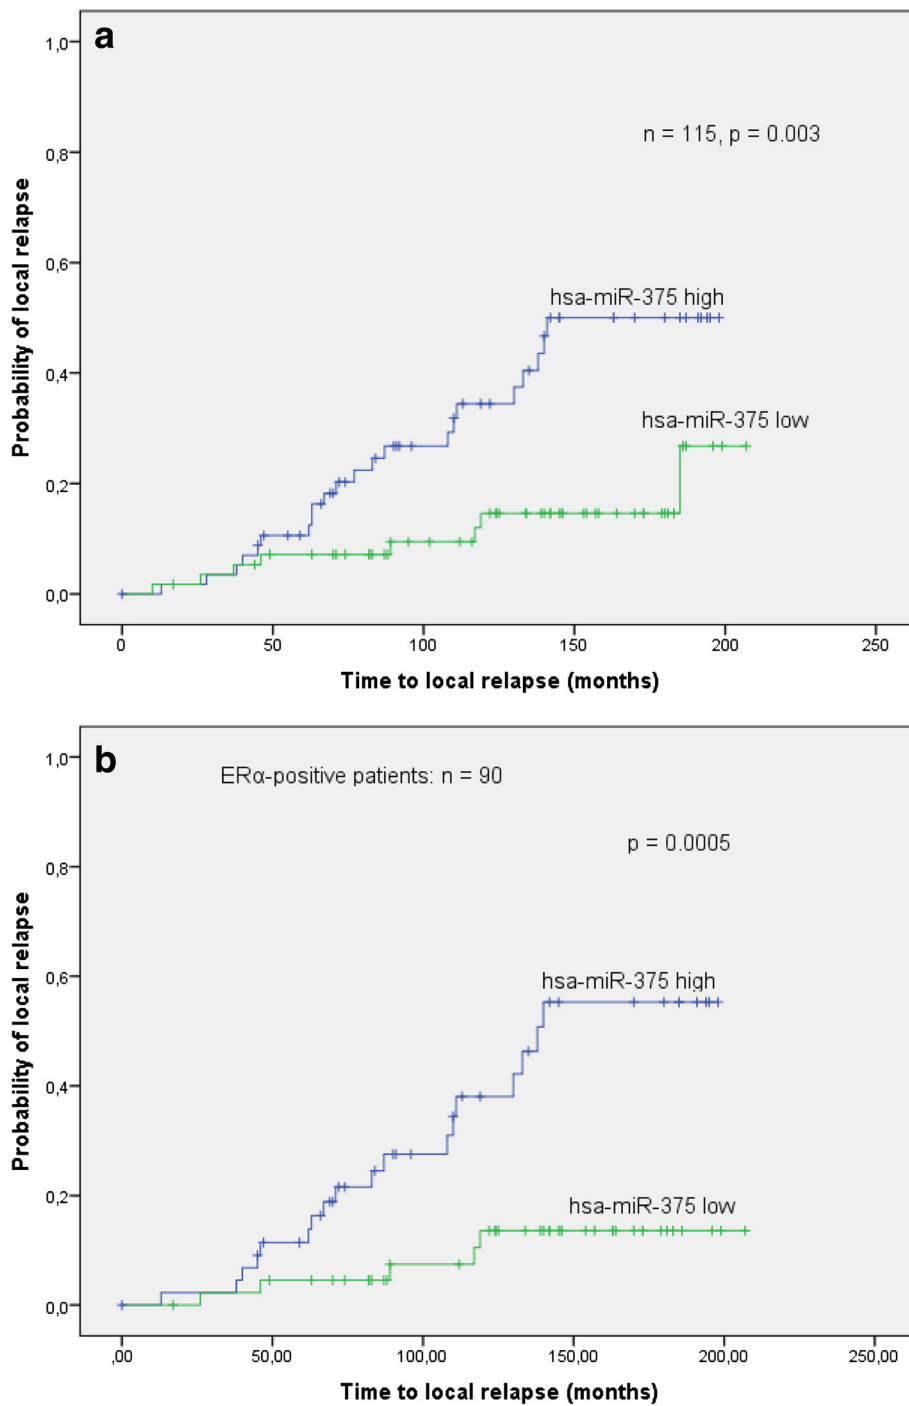 a
1,0
n = 115, p = 0.003
0,8
0,6
hsa-miR-375 high
0,4
hsa-miR-375 low
0,2
0,0
Probability of local relapse
0 50 100 150 200 250
Time to local relapse (months)
b
1,0
ERα-positive patients: n = 90
p = 0.0005
0,8
0,6
hsa-miR-375 high
0,4
hsa-miR-375 low
0,2
0,0
Probability of local relapse
,00 50,00 100,00 150,00 200,00 250,00
Time to local relapse (months)